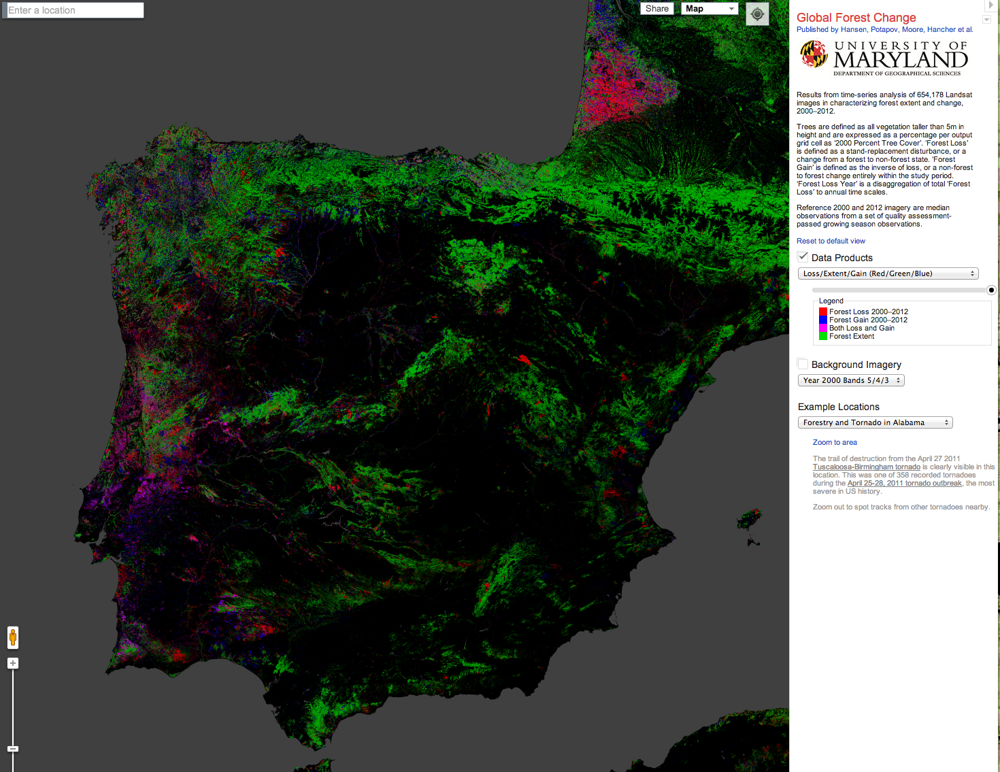 Enter a location
Share
Map
Global Forest Change
Published by Hansen, Potapov, Moore, Hancher et al.
UNIVERSITY OF
MARYLAND
DEPARTMENT OF GEOGRAPHICAL SCIENCES
Results from time-series analysis of 654,178 Landsat
images in characterizing forest extent and change,
2000–2012.
Trees are defined as all vegetation taller than 5m in
height and are expressed as a percentage per output
grid cell as '2000 Percent Tree Cover'. 'Forest Loss'
is defined as a stand-replacement disturbance, or a
change from a forest to non-forest state. 'Forest
Gain' is defined as the inverse of loss, or a non-forest
to forest change entirely within the study period.
'Forest Loss Year' is a disaggregation of total 'Forest
Loss' to annual time scales.
Reference 2000 and 2012 imagery are median
observations from a set of quality assessment-
passed growing season observations.
Reset to default view
Data Products
Loss/Extent/Gain (Red/Green/Blue)
Legend
Forest Loss 2000–2012
Forest Gain 2000–2012
Both Loss and Gain
Forest Extent
Background Imagery
Year 2000 Bands 5/4/3
Example Locations
Forestry and Tornado in Alabama
Zoom to area
The trail of destruction from the April 27 2011
Tuscaloosa-Birmingham tornado is clearly visible in this
location. This was one of 358 recorded tornadoes
during the April 25-28, 2011 tornado outbreak, the most
severe in US history.
Zoom out to spot tracks from other tornadoes nearby.